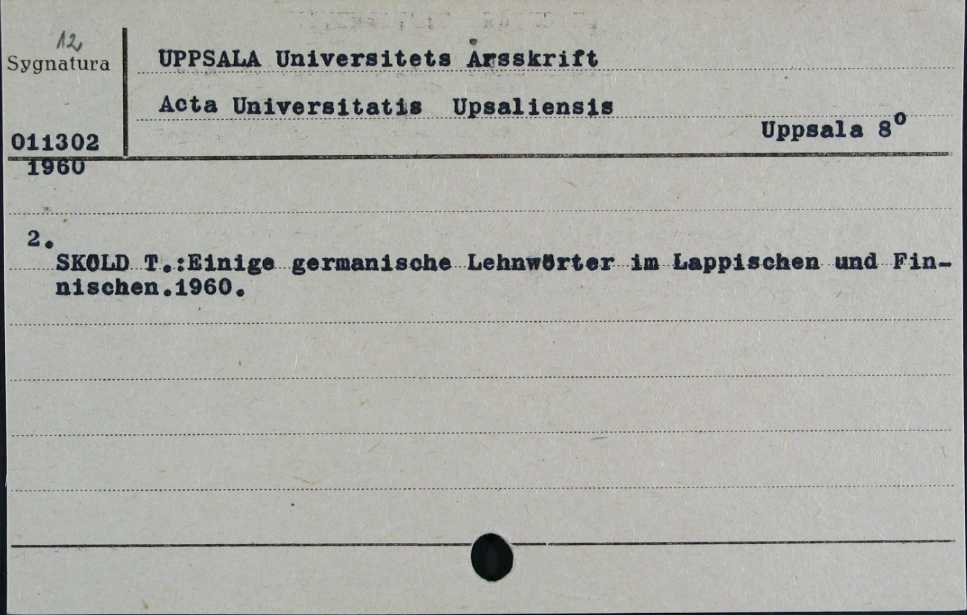 12,
Sygnatura
UPPSALA Universitets Årsskrift
Acta Universitatis Upsaliensis
Uppsala 8°
011302
1960
2.
SKÖLD T.:Einige germanische Lehnwörter im Lappischen und Fin-
nischen.1960.